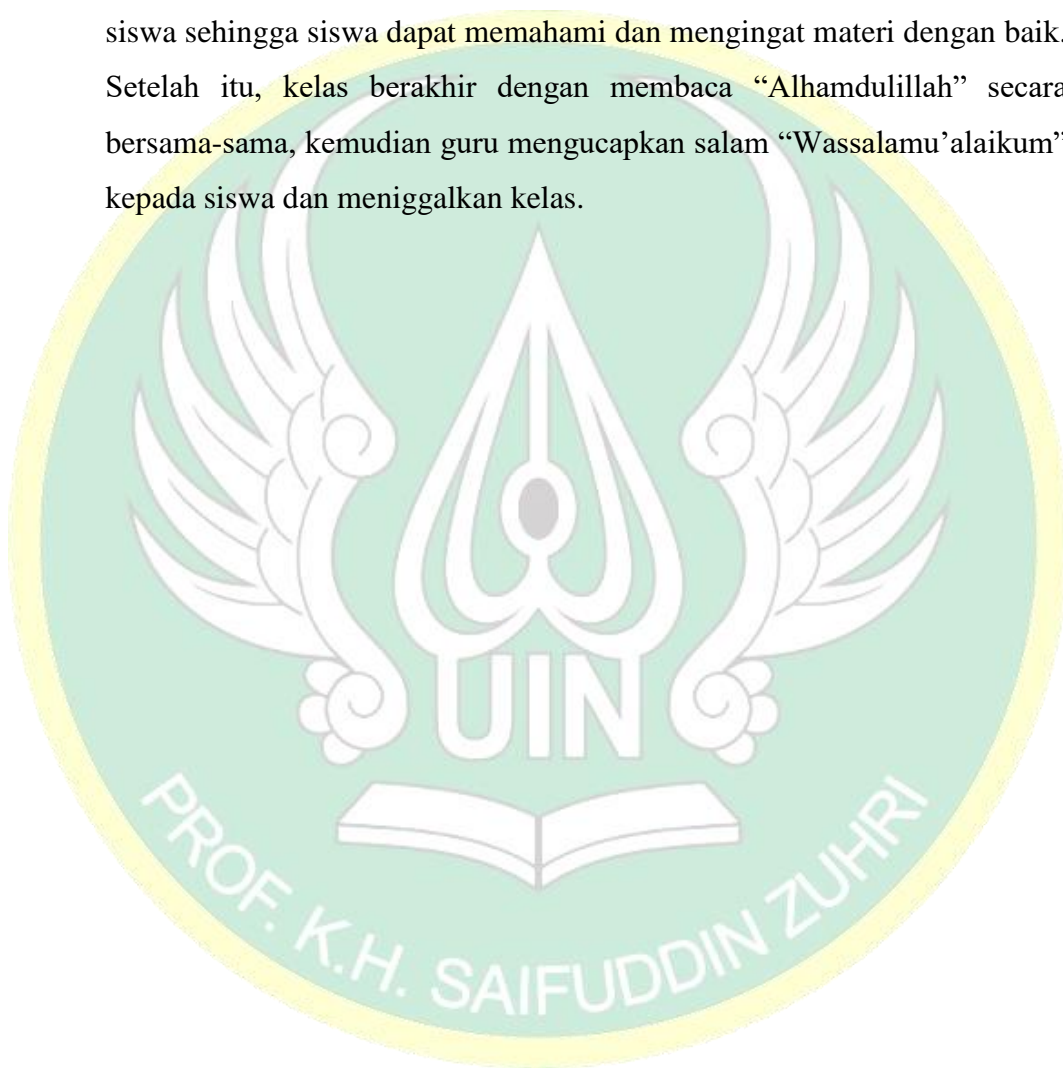 siswa sehingga siswa dapat memahami dan mengingat materi dengan baik.
Setelah itu, kelas berakhir dengan membaca “Alhamdulillah” secara
bersama-sama, kemudian guru mengucapkan salam “Wassalamu’alaikum”
kepada siswa dan meniggalkan kelas.
UIN
PROF. K.H. SAIFUDDIN ZUHRI